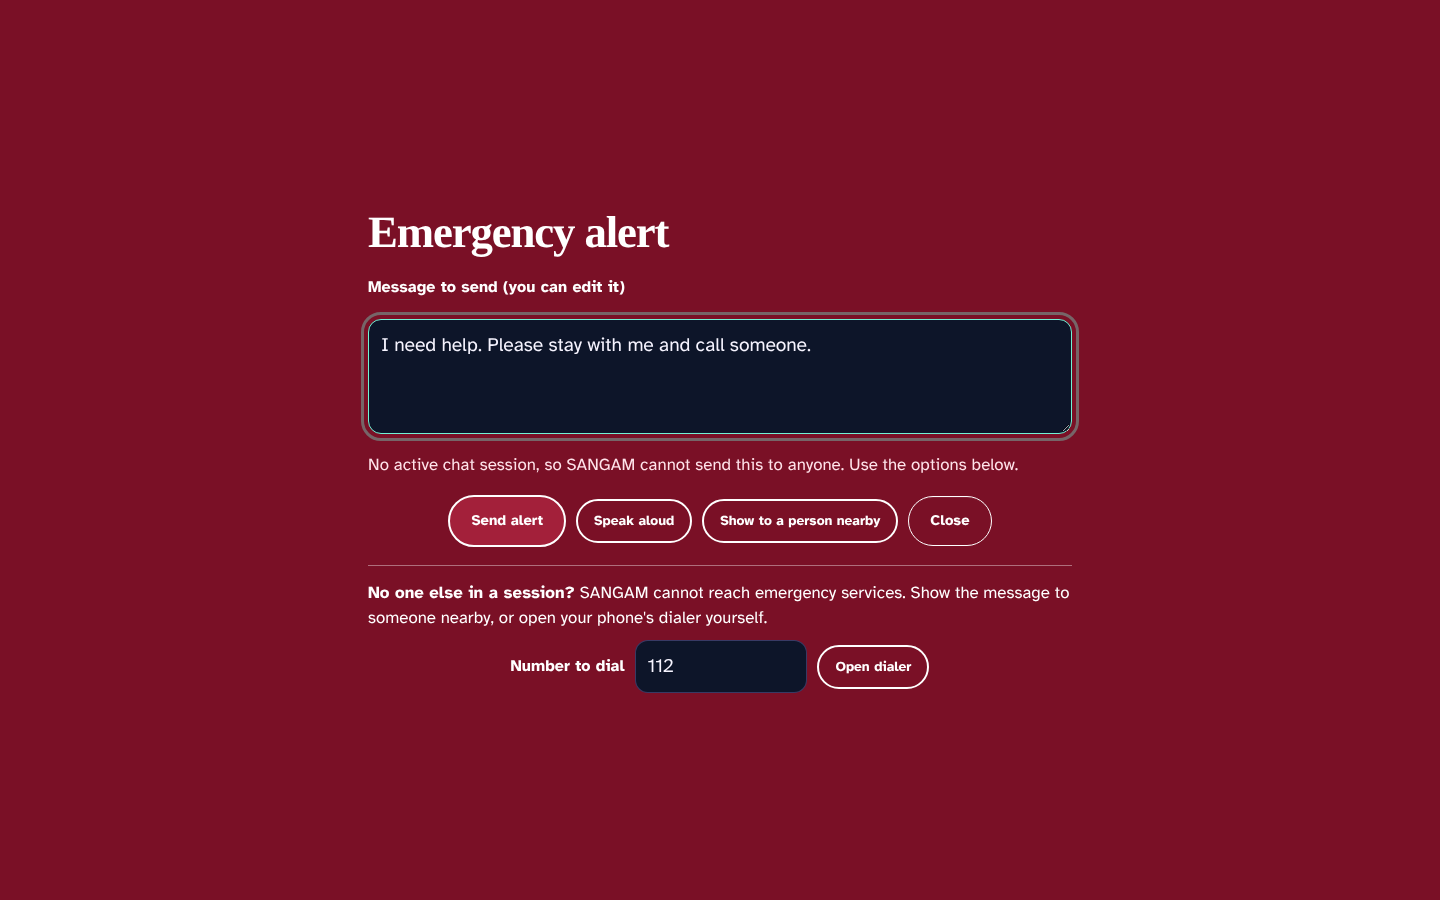 Emergency alert
Message to send (you can edit it)
I need help. Please stay with me and call someone.
No active chat session, so SANGAM cannot send this to anyone. Use the options below.
Send alert
Speak aloud
Show to a person nearby
Close
No one else in a session? SANGAM cannot reach emergency services. Show the message to
someone nearby, or open your phone's dialer yourself.
Number to dial
112
Open dialer